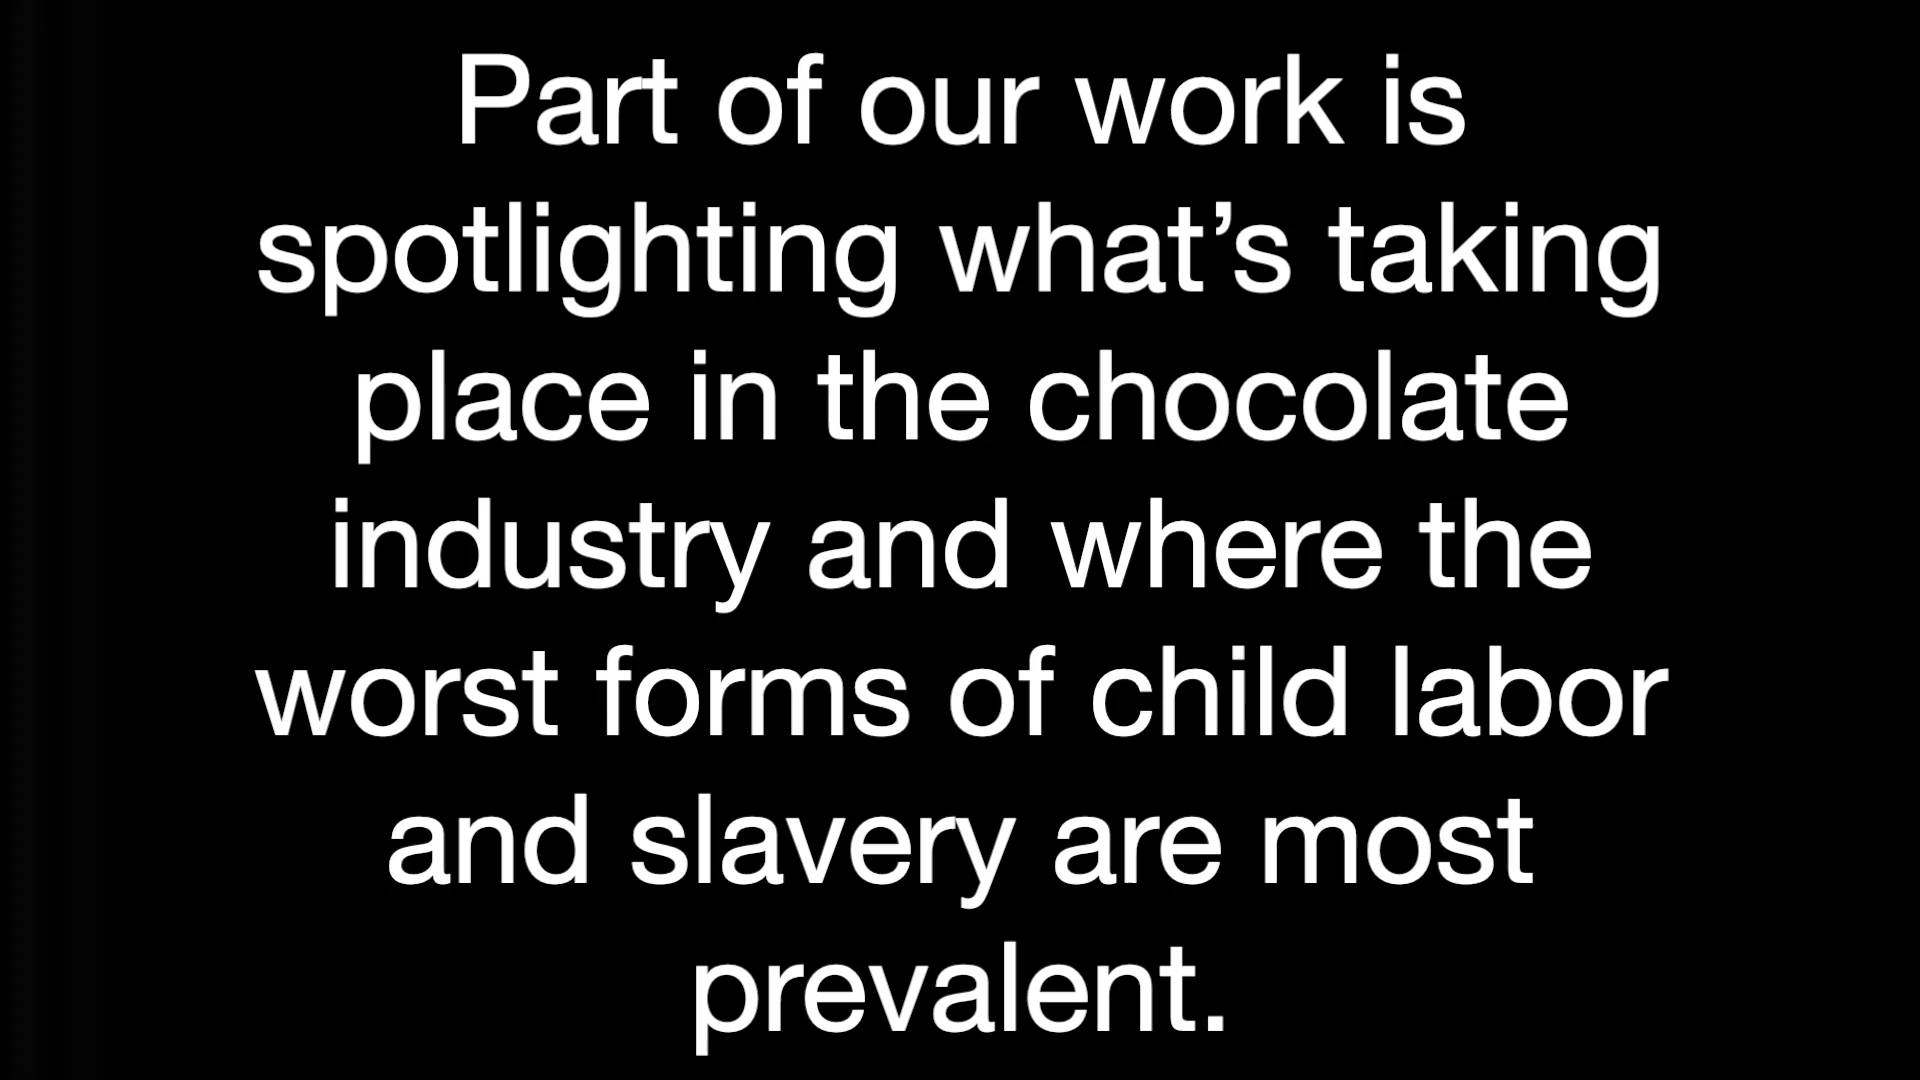 Part of our work is
spotlighting what’s taking
place in the chocolate
industry and where the
worst forms of child labor
and slavery are most
prevalent.